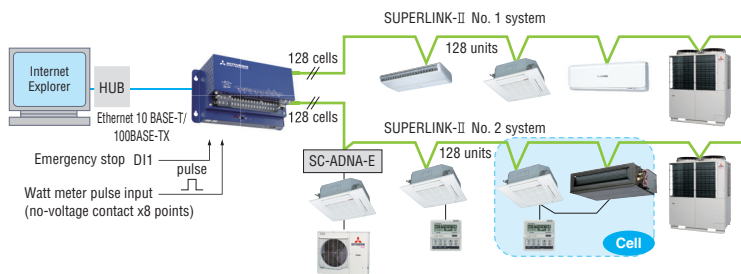 SUPERLINK-II No. 1 system
128 cells
128 units
Internet
Explorer
HUB
Ethernet 10 BASE-T/
100BASE-TX
128 cells
SUPERLINK-II No. 2 system
Emergency stop DI1
pulse
SC-ADNA-E
128 units
Watt meter pulse input
(no-voltage contact x8 points)
Cell